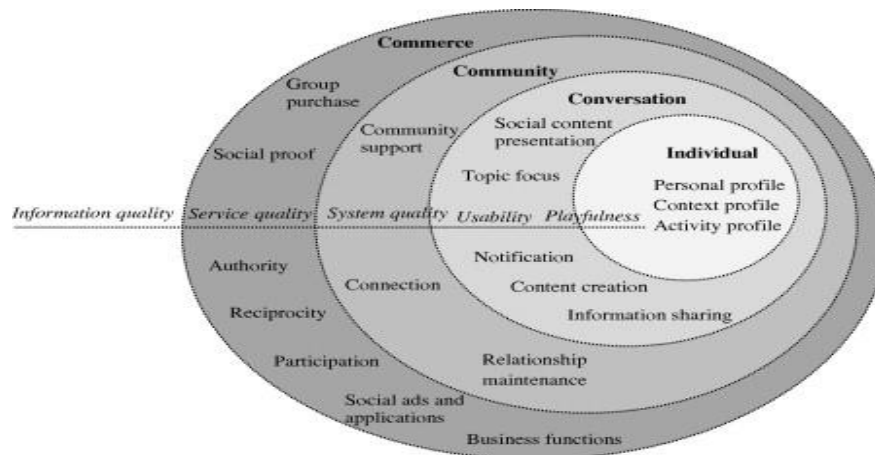 Commerce
Community
Group
purchase
Conversation
Social content
presentation
Community
support
Individual
Social proof
Topic focus
Personal profile
Context profile
Activity profile
Information quality Service quality System quality Usability Playfulness
Notification
Authority
Connection
Content creation
Reciprocity
Information sharing
Participation
Relationship
maintenance
Social ads and
applications
Business functions